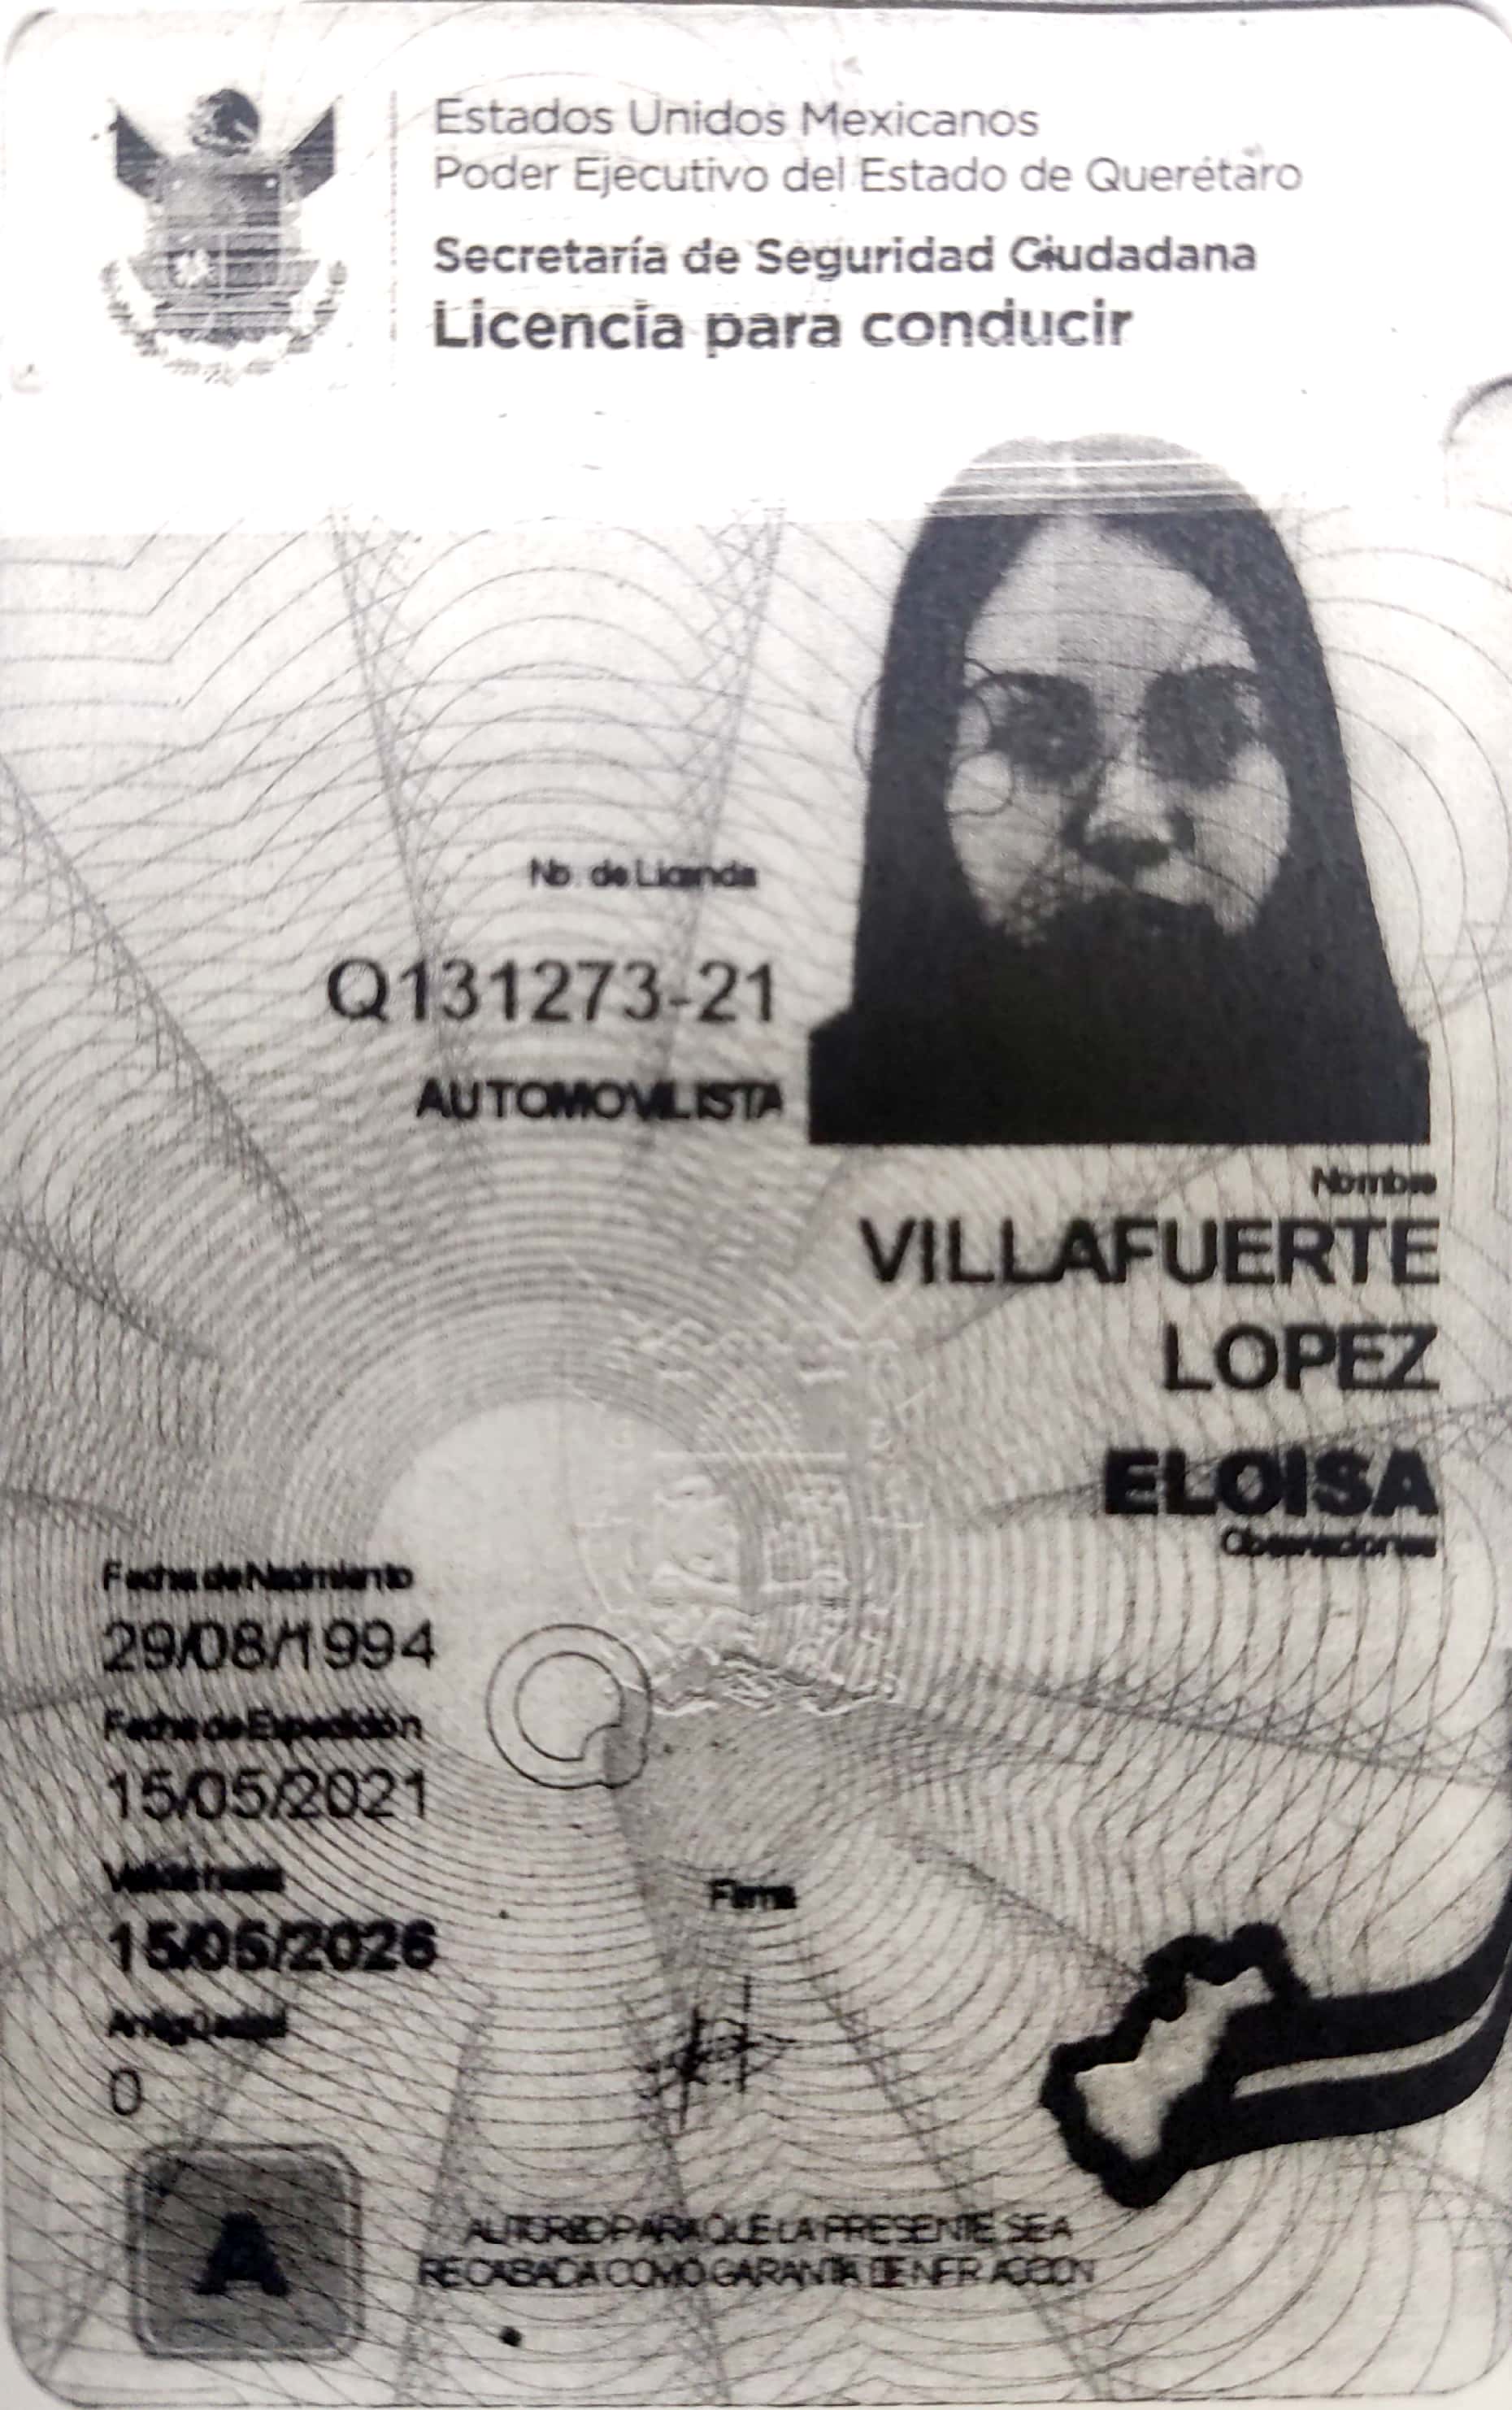 Estados Unidos Mexicanos
Poder Ejecutivo del Estado de Querétaro
Secretaría de Seguridad Ciudadana
Licencia para conducir
No. de Licencia
Q131273-21
AUTOMOVILISTA
Nombre
VILLAFUERTE
LOPEZ
ELOISA
Observaciones
Fecha de Nacimiento
29/08/1994
Fecha de Expedición
15/05/2021
Válida hasta
15/05/2026
Antigüedad
0
Firma
A
AUTORIZO PARA QUE LA PRESENTE SEA
RECABADA COMO GARANTIA DE INFRACCION